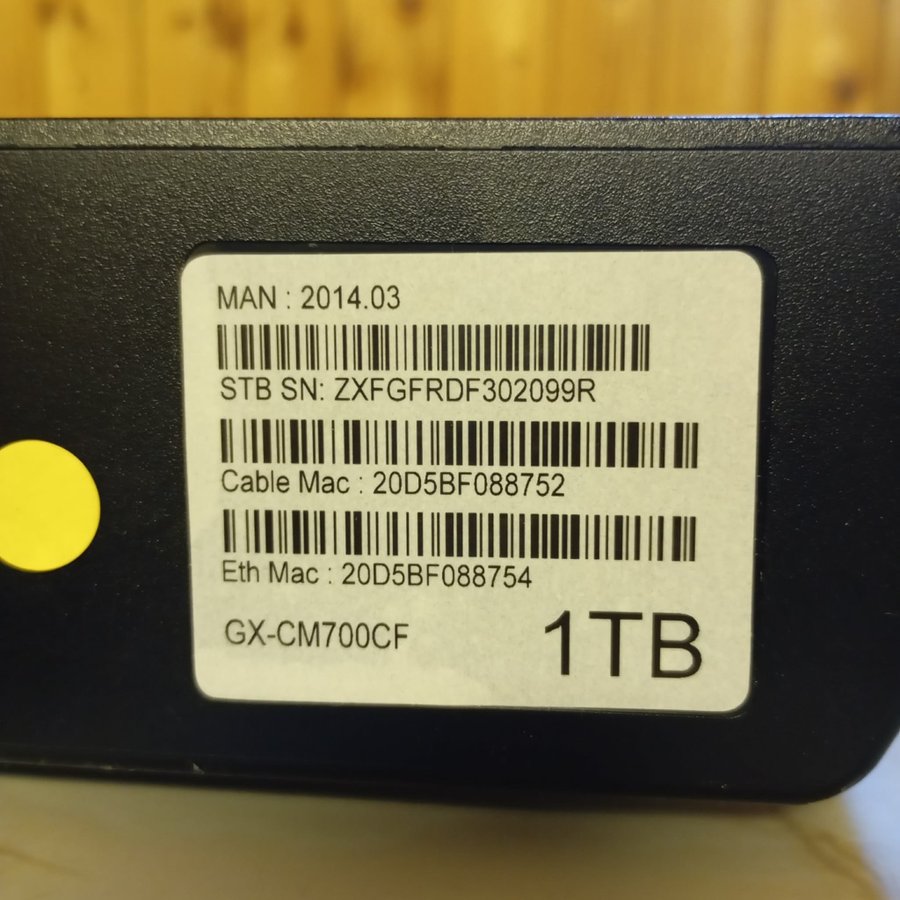 MAN : 2014.03
STB SN: ZXFGFRDF302099R
Cable Mac : 20D5BF088752
Eth Mac : 20D5BF088754
GX-CM700CF
1TB